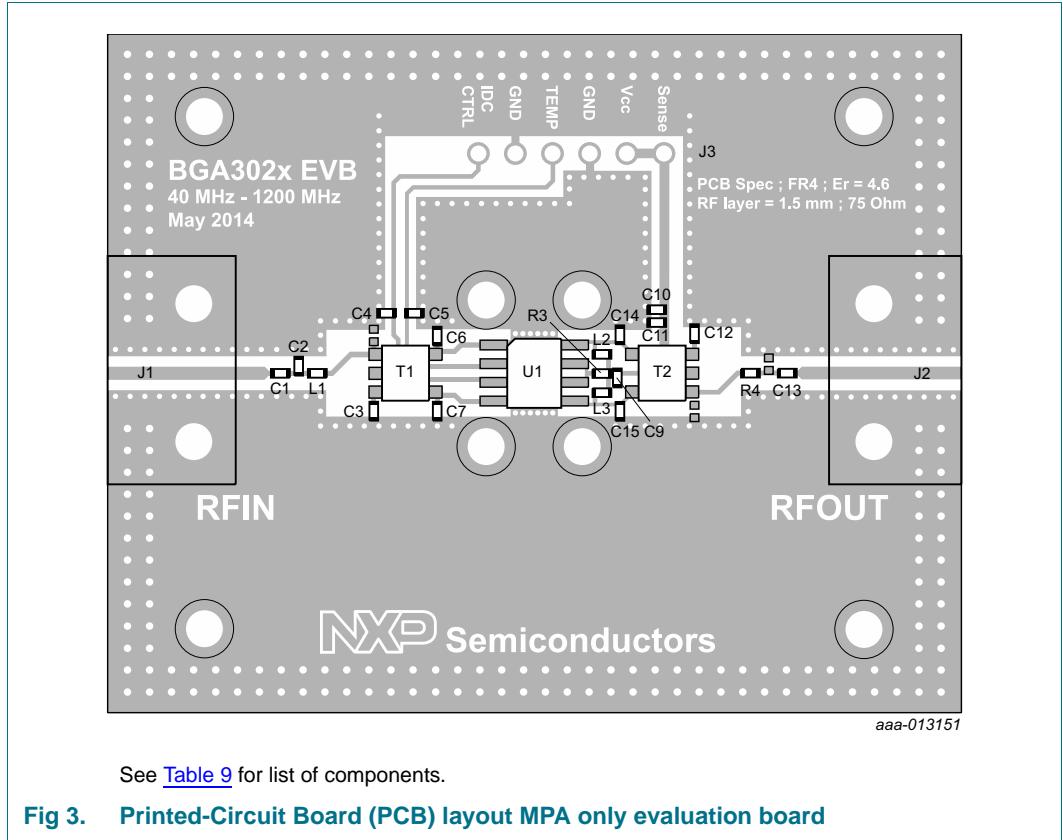 IDC
CTRL
GND
TEMP
GND
Vcc
Sense
J3
BGA302x EVB
40 MHz - 1200 MHz
May 2014
PCB Spec ; FR4 ; Er = 4.6
RF layer = 1.5 mm ; 75 Ohm
C4
C5
C6
R3
C14
C10
C11
C12
L2
C2
J1
C1
L1
T1
U1
T2
R4
C13
J2
C3
C7
L3
C15
C9
RFIN
RFOUT
NXP Semiconductors
aaa-013151
See Table 9 for list of components.
Fig 3. Printed-Circuit Board (PCB) layout MPA only evaluation board